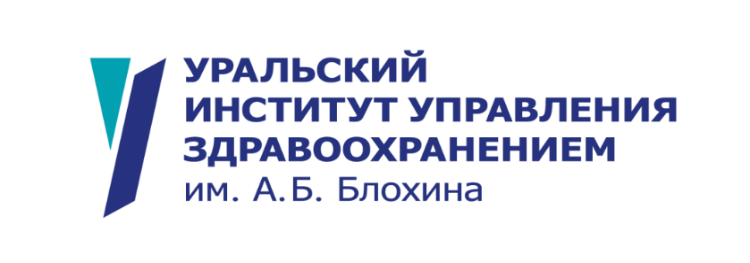 УРАЛЬСКИЙ
ИНСТИТУТ УПРАВЛЕНИЯ
ЗДРАВООХРАНЕНИЕМ
им. А.Б. Блохина